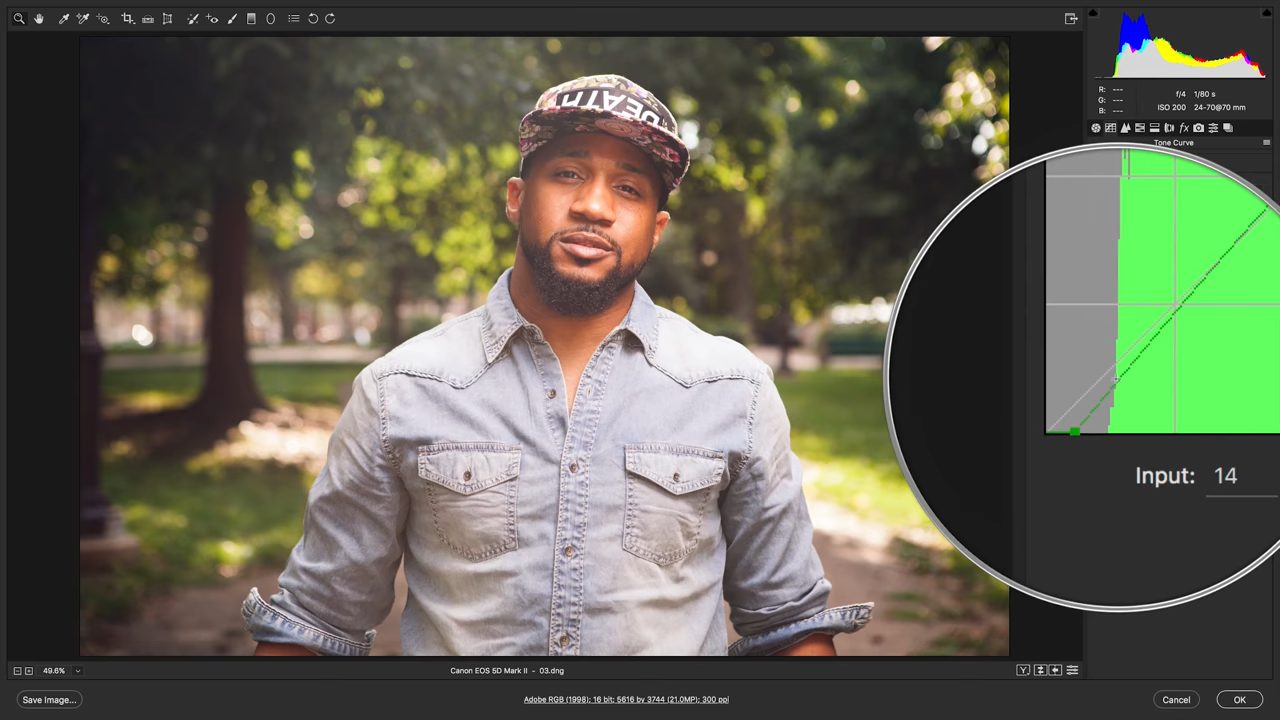 R: ---
G: ---
B: ---
f/4 1/80 s
ISO 200 24-70@70 mm
fx
Tone Curve
DEATH
Input: 14
49.6%
Canon EOS 5D Mark II - 03.dng
Y
Save Image...
Adobe RGB (1998); 16 bit; 5616 by 3744 (21.0MP); 300 ppi
Cancel
OK